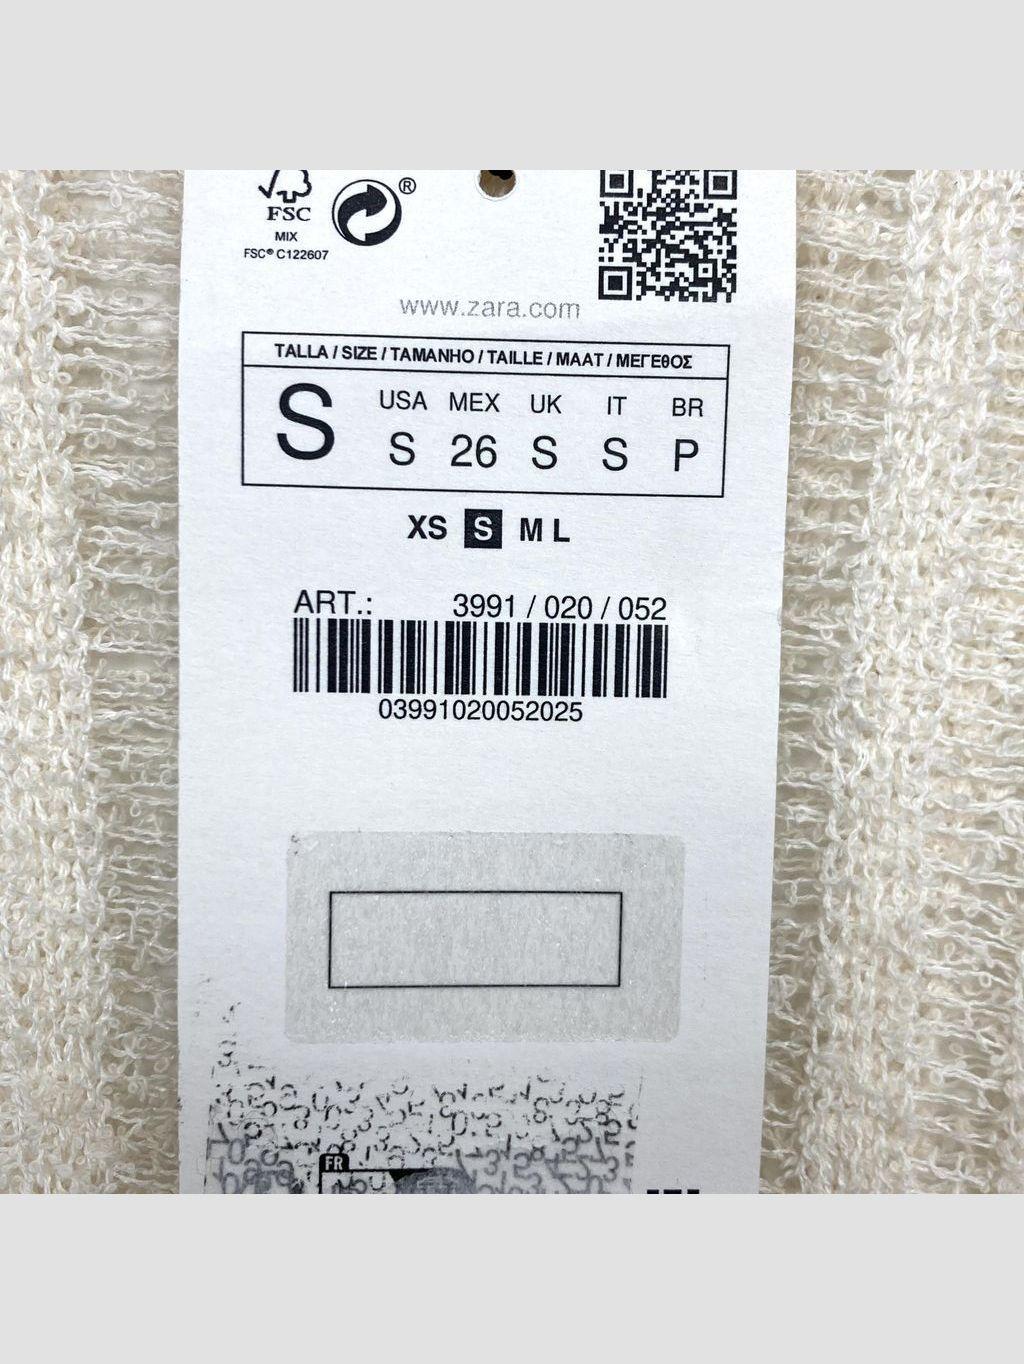 FSC
®
MIX
FSC® C122607
www.zara.com
TALLA / SIZE / TAMANHO / TAILLE / MAAT / ΜΕΓΕΘΟΣ
S
USA MEX UK IT BR
S 26 S S P
XS S M L
ART.: 3991 / 020 / 052
03991020052025
FR